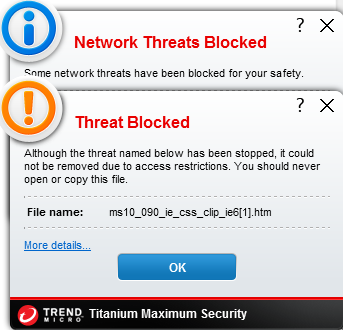 ? X
Network Threats Blocked
Some network threats have been blocked for your safety.
? X
Threat Blocked
Although the threat named below has been stopped, it could
not be removed due to access restrictions. You should never
open or copy this file.
File name: ms10_090_ie_css_clip_ie6[1].htm
More details...
OK
TREND MICRO Titanium Maximum Security